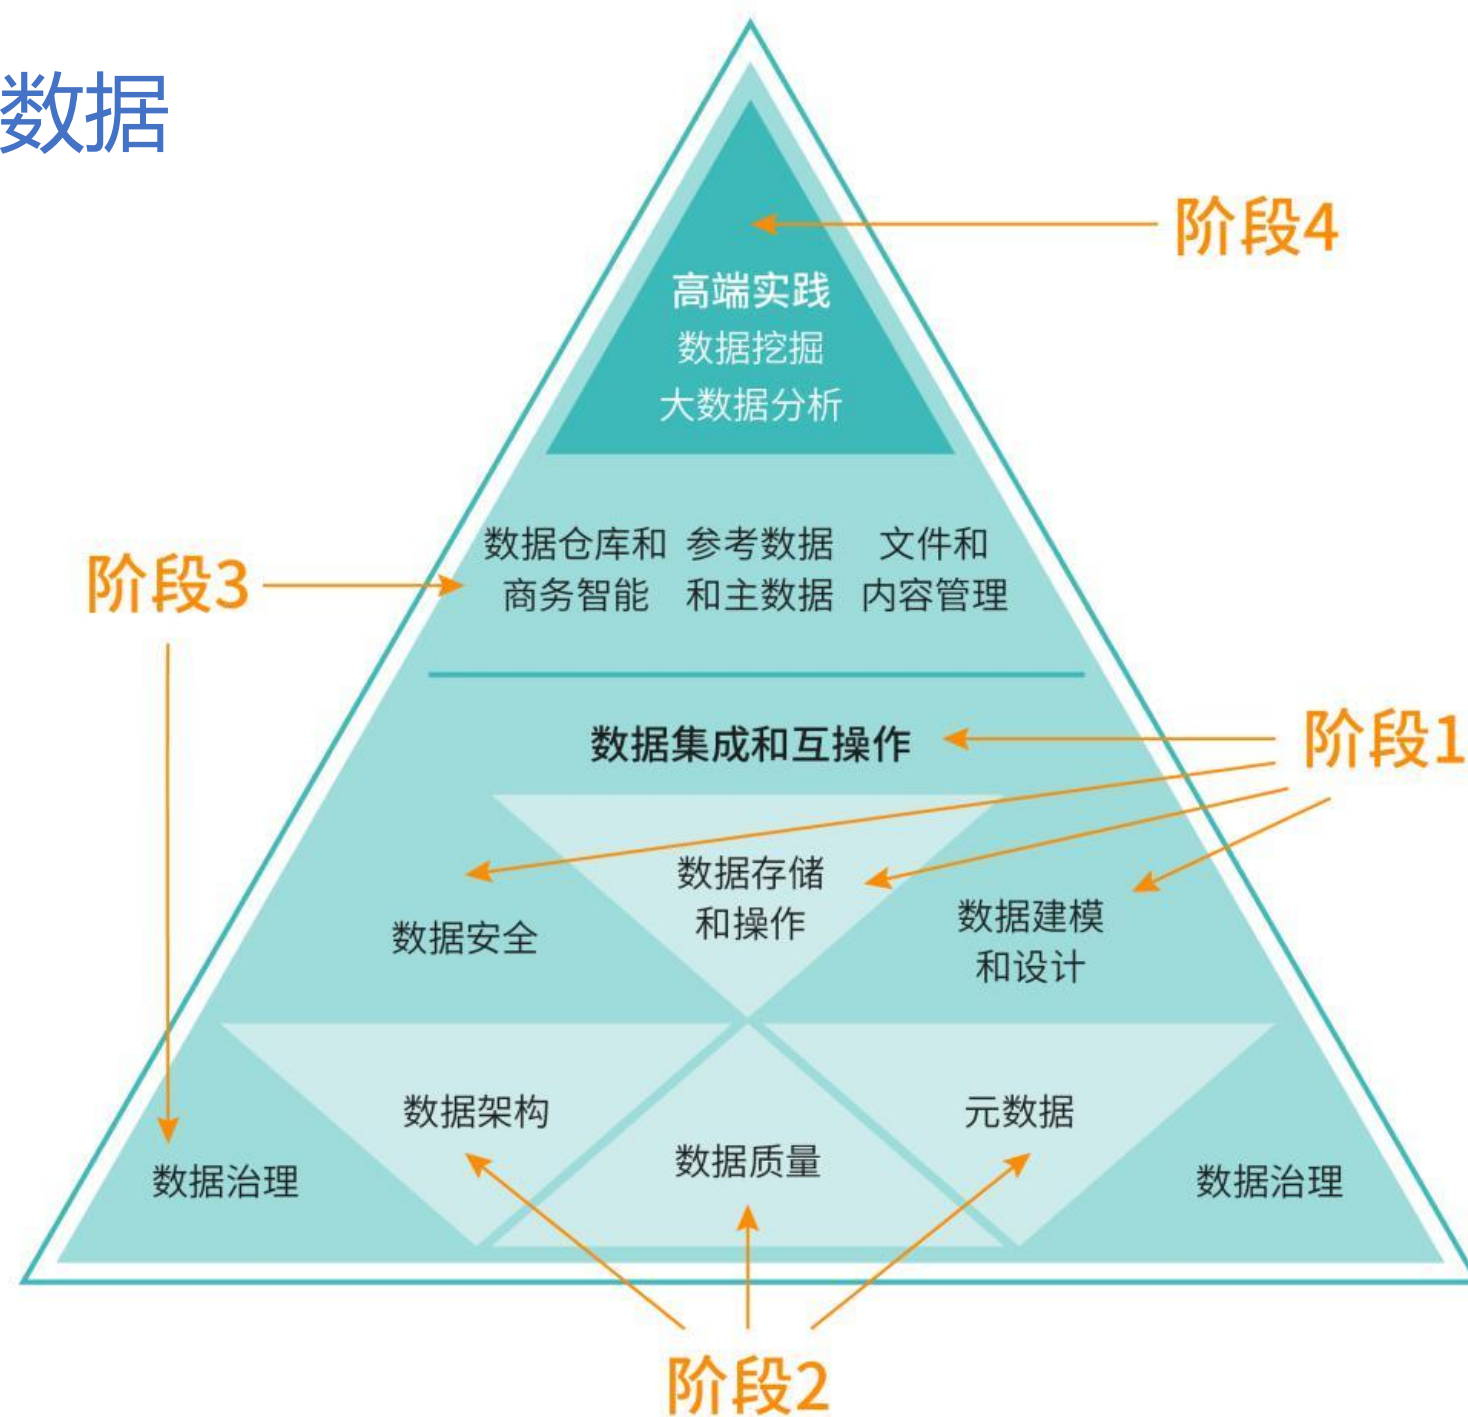 数据
阶段4
高端实践
数据挖掘
大数据分析
数据仓库和
商务智能
参考数据
和主数据
文件和
内容管理
阶段3
数据集成和互操作
阶段1
数据存储
和操作
数据安全
数据建模
和设计
数据架构
元数据
数据质量
数据治理
数据治理
阶段2